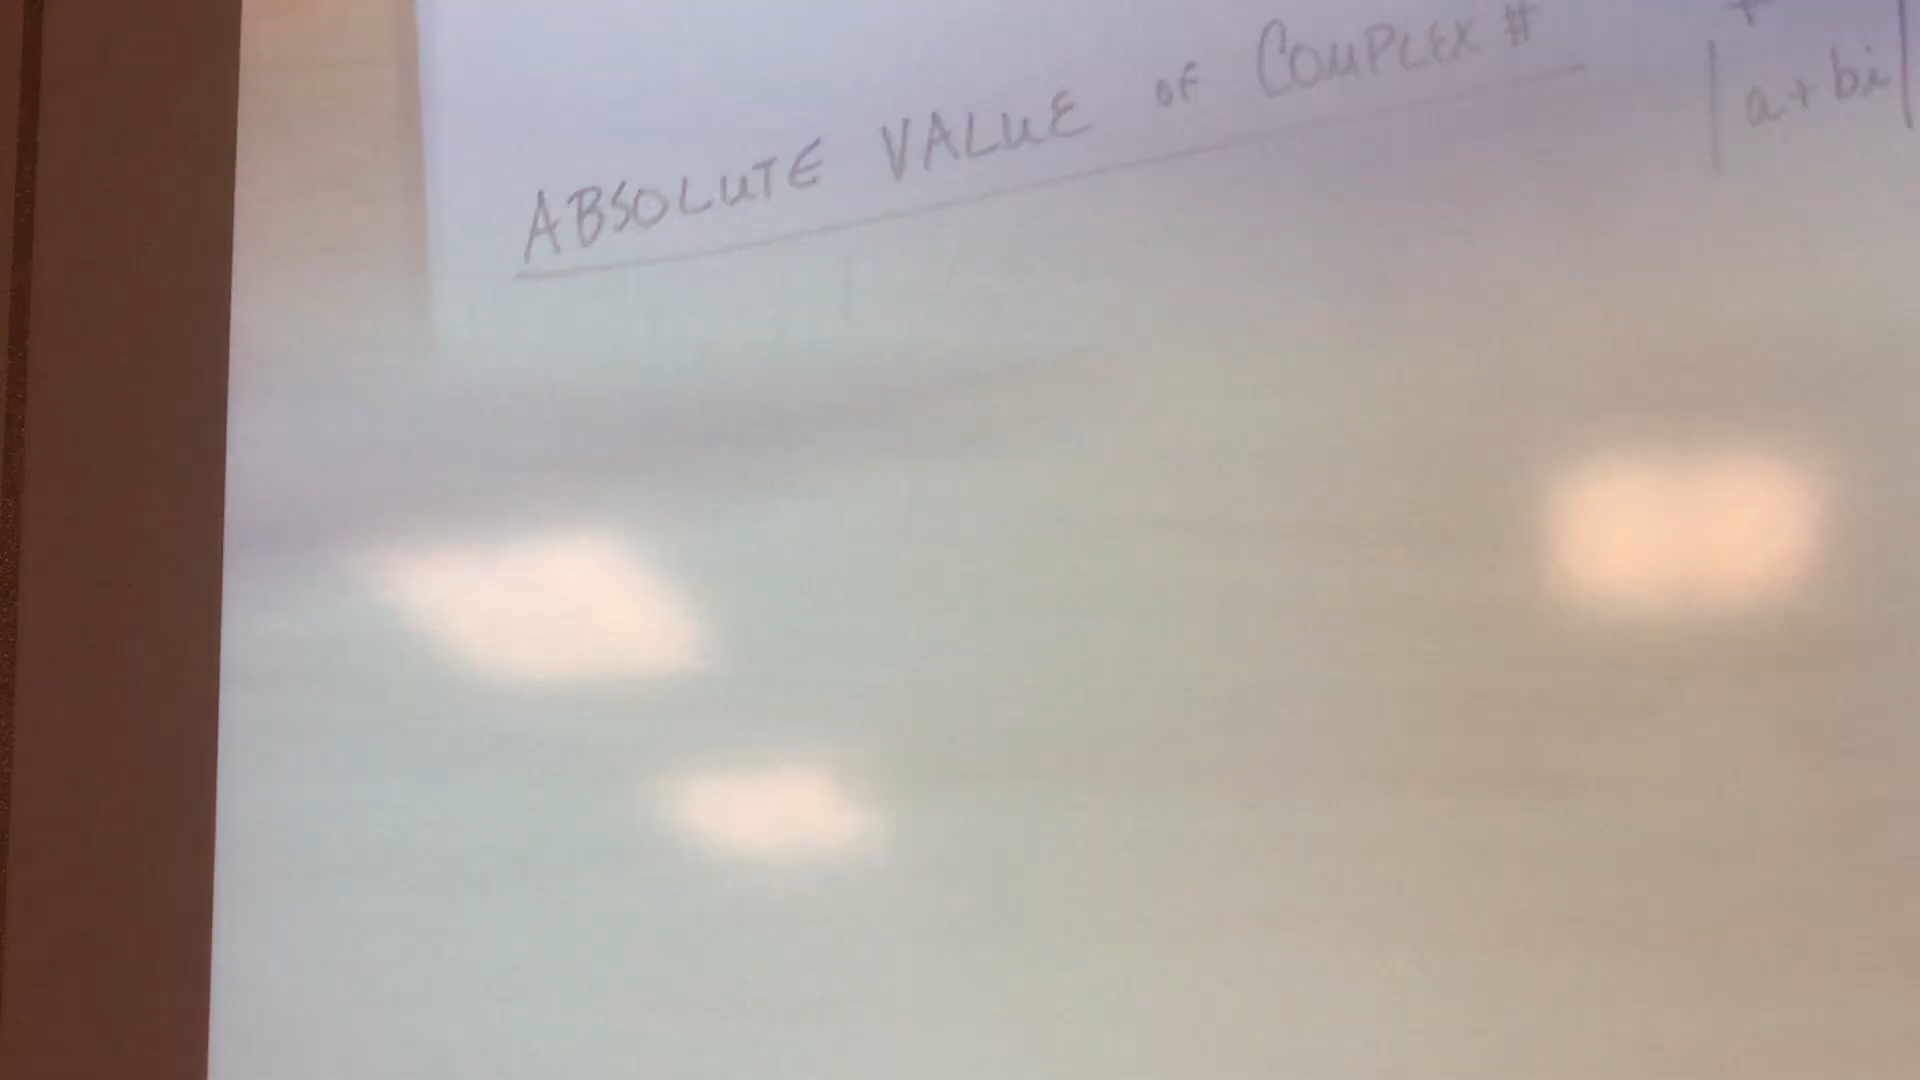 ABSOLUTE VALUE OF COMPLEX #
|a+bi|